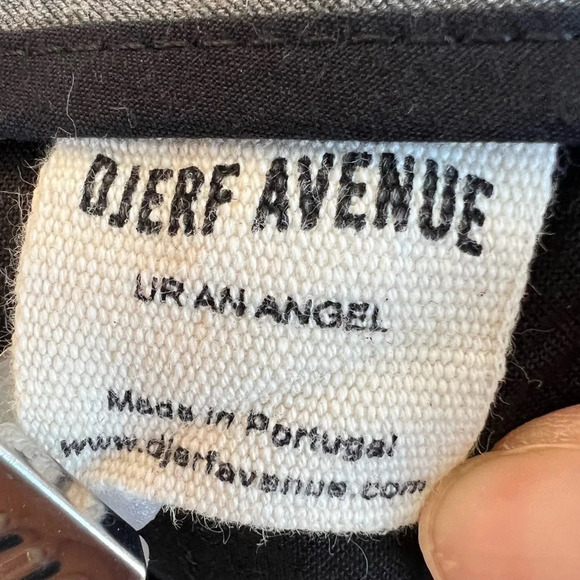 DJERF AVENUE
UR AN ANGEL
Made in Portugal
www.djerfavenue.com